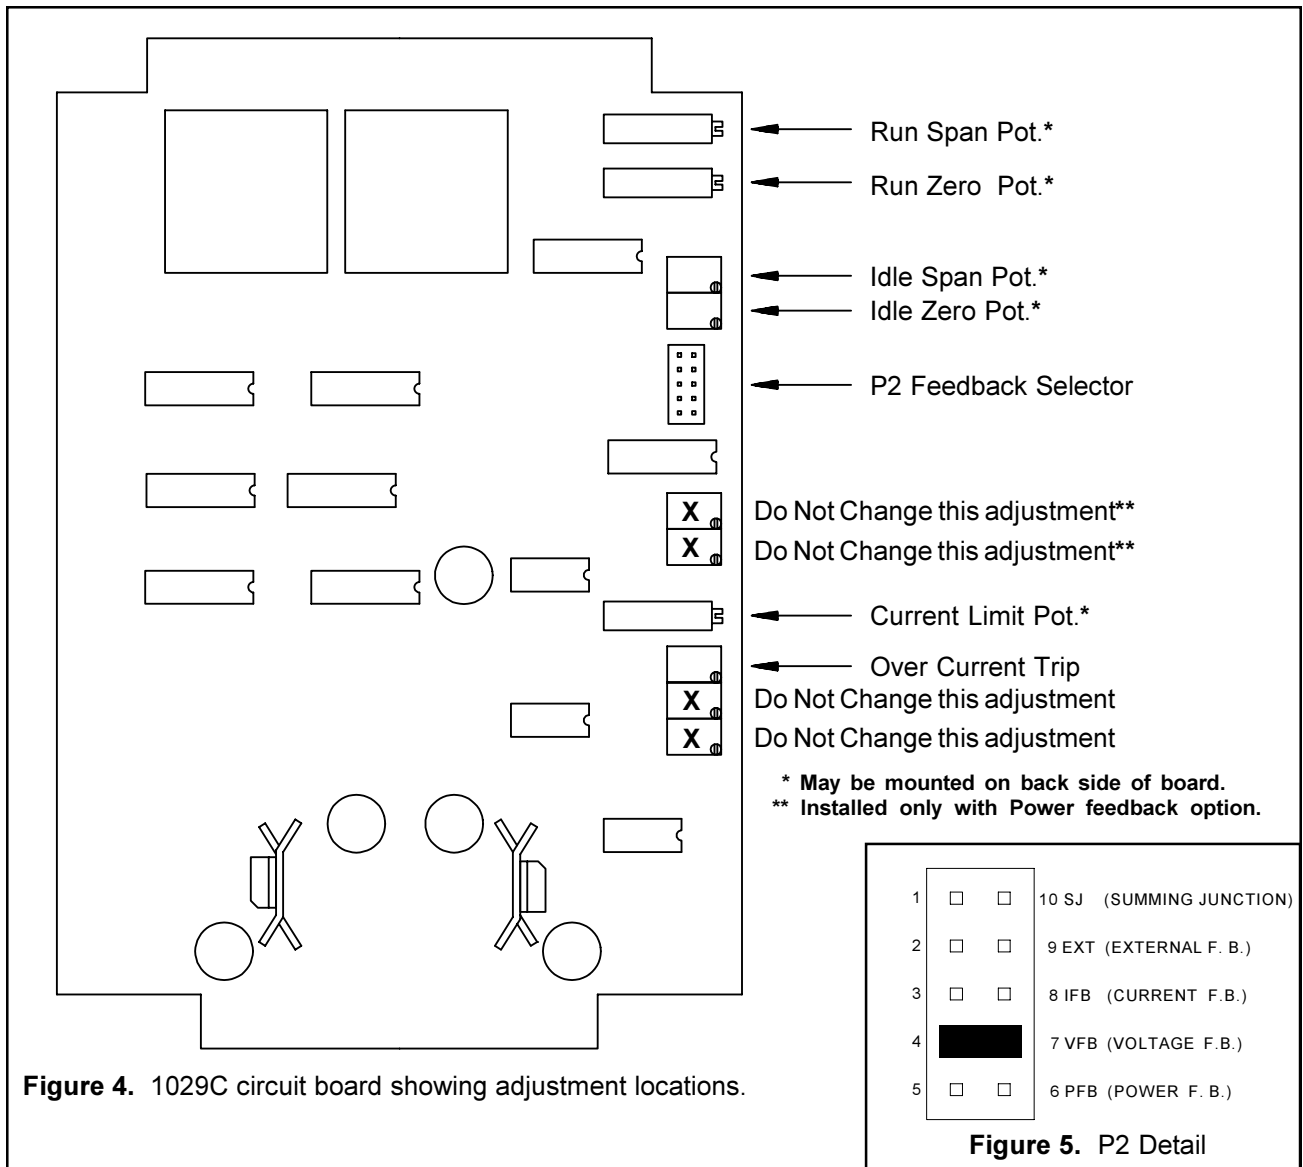 Run Span Pot.*
Run Zero Pot.*
Idle Span Pot.*
Idle Zero Pot.*
P2 Feedback Selector
X Do Not Change this adjustment**
X Do Not Change this adjustment**
Current Limit Pot.*
Over Current Trip
X Do Not Change this adjustment
X Do Not Change this adjustment
* May be mounted on back side of board.
** Installed only with Power feedback option.
Figure 4. 1029C circuit board showing adjustment locations.
1 10 SJ (SUMMING JUNCTION)
2 9 EXT (EXTERNAL F. B.)
3 8 IFB (CURRENT F.B.)
4 7 VFB (VOLTAGE F.B.)
5 6 PFB (POWER F. B.)
Figure 5. P2 Detail